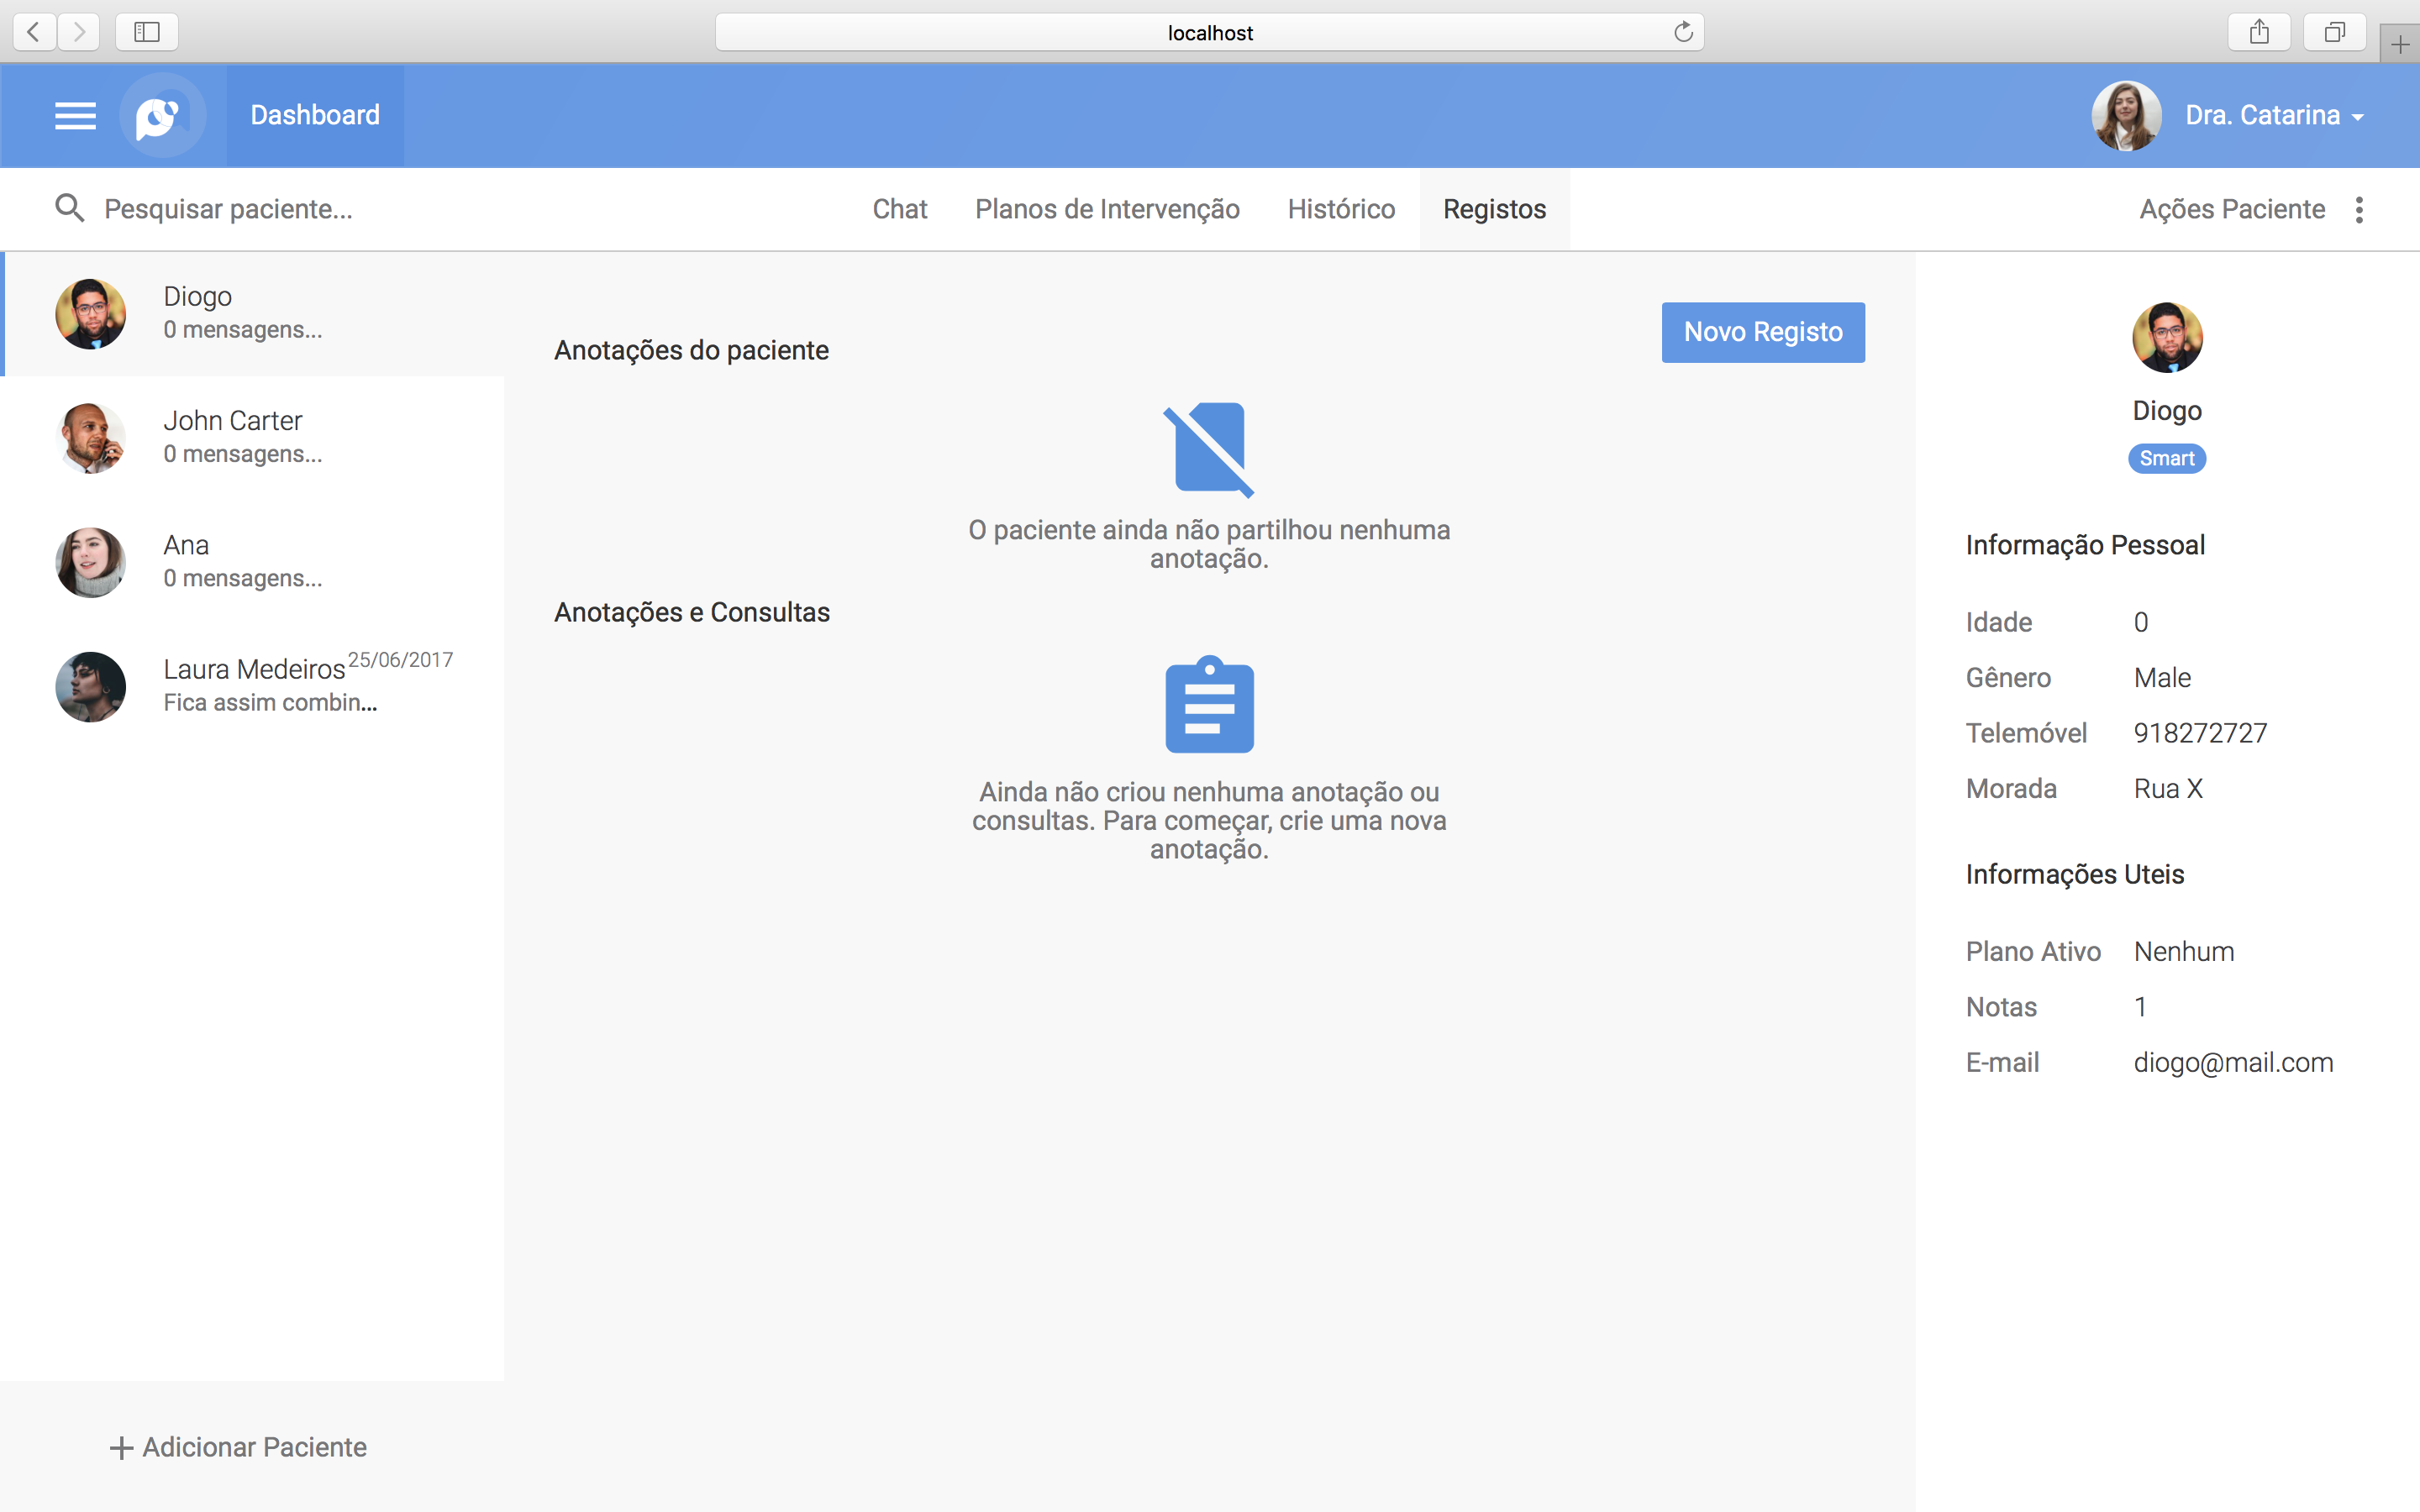 localhost
Dashboard
Dra. Catarina
Pesquisar paciente...
Chat
Planos de Intervenção
Histórico
Registos
Ações Paciente
Diogo
0 mensagens...
John Carter
0 mensagens...
Ana
0 mensagens...
Laura Medeiros 25/06/2017
Fica assim combin...
Adicionar Paciente
Anotações do paciente
Novo Registo
O paciente ainda não partilhou nenhuma
anotação.
Anotações e Consultas
Ainda não criou nenhuma anotação ou
consultas. Para começar, crie uma nova
anotação.
Diogo
Smart
Informação Pessoal
Idade 0
Gênero Male
Telemóvel 918272727
Morada Rua X
Informações Uteis
Plano Ativo Nenhum
Notas 1
E-mail diogo@mail.com